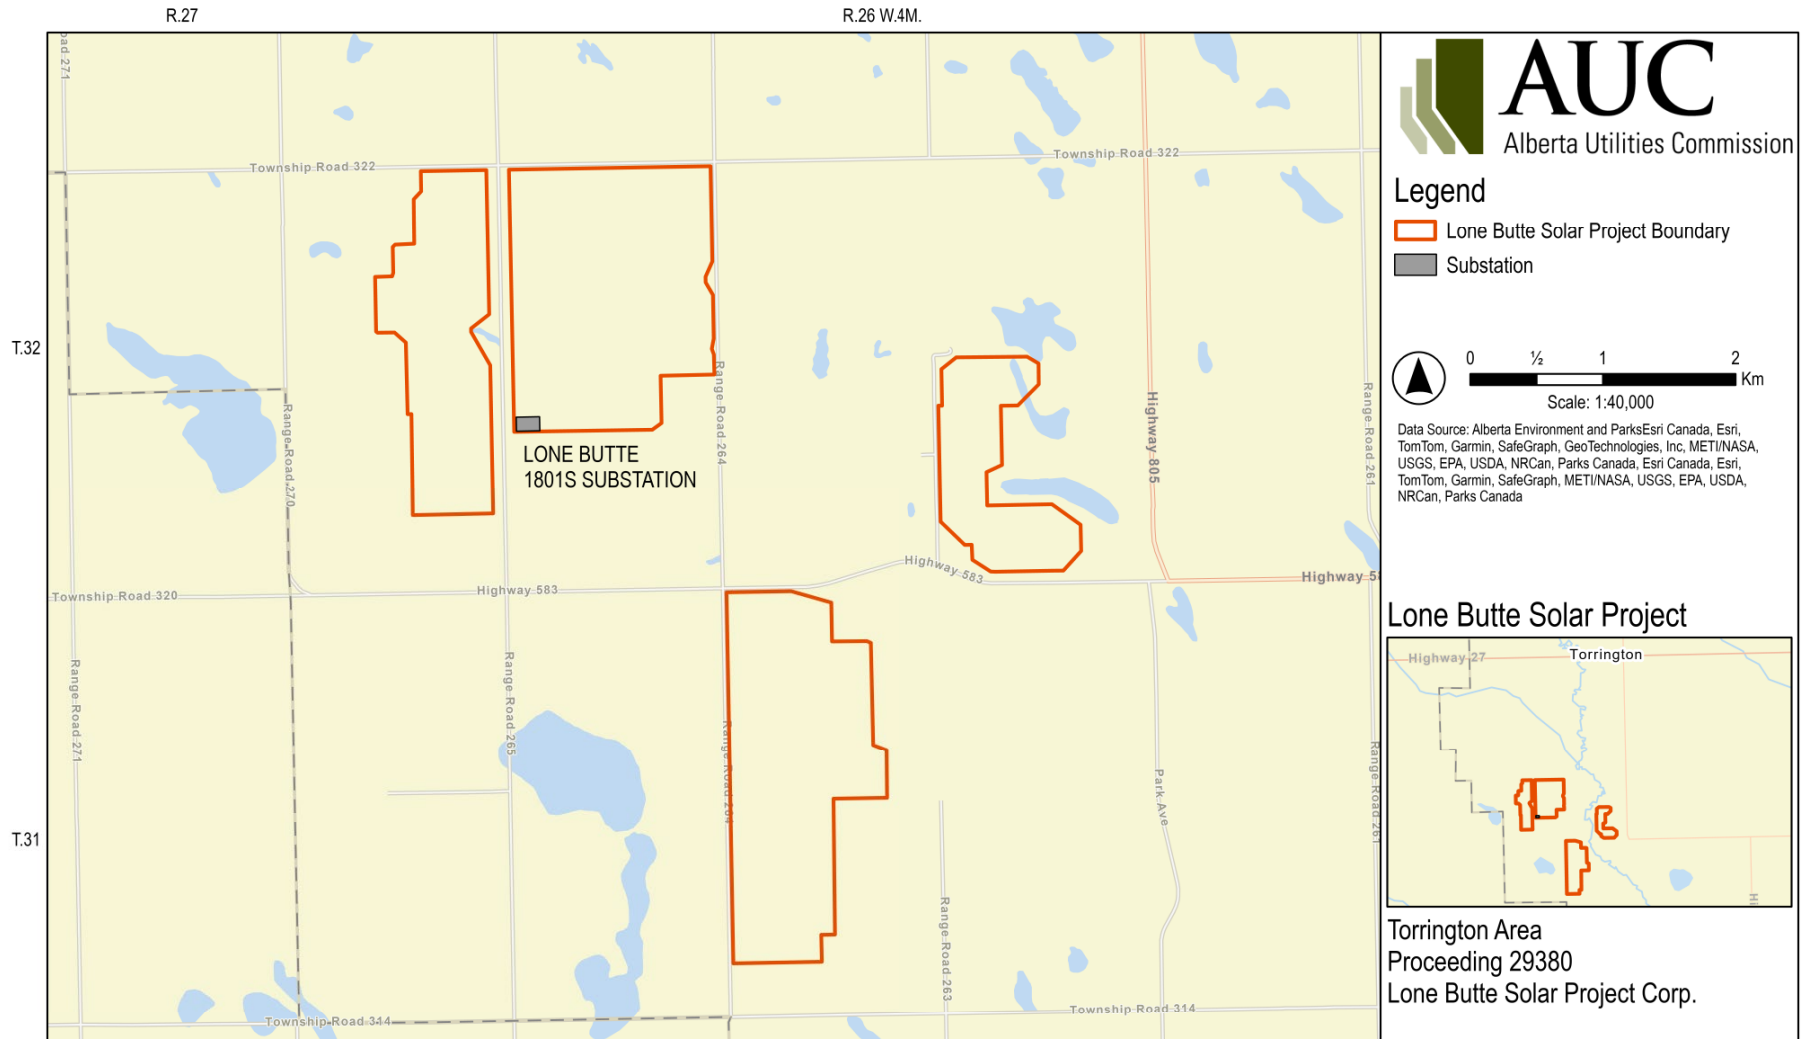 R.27
R.26 W.4M.
Township Road 322
Township Road 322
T.32
Range Road 270
Range Road 264
Highway 805
Range Road 261
LONE BUTTE
1801S SUBSTATION
Highway 583
Highway 583
Township Road 320
Range Road 271
Range Road 265
Park Ave
Range Road 261
T.31
Range Road 263
Township Road 314
Township Road 314
AUC
Alberta Utilities Commission
Legend
Lone Butte Solar Project Boundary
Substation
0 ½ 1 2
Km
Scale: 1:40,000
Data Source: Alberta Environment and ParksEsri Canada, Esri,
TomTom, Garmin, SafeGraph, GeoTechnologies, Inc, METI/NASA,
USGS, EPA, USDA, NRCan, Parks Canada, Esri Canada, Esri,
TomTom, Garmin, SafeGraph, METI/NASA, USGS, EPA, USDA,
NRCan, Parks Canada
Lone Butte Solar Project
Highway 27
Torrington
Torrington Area
Proceeding 29380
Lone Butte Solar Project Corp.